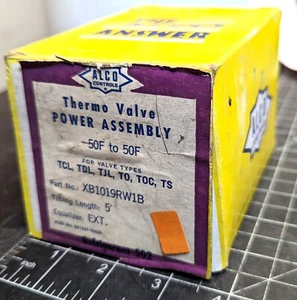 ANSWER
ALCO
CONTROLS
Thermo Valve
POWER ASSEMBLY
-50F to 50F
FOR VALVE TYPES
TCL, TDL, TJL, TO, TOC, TS
Part No.: XB1019RW1B
Tubing Length: 5'
Equalizer: EXT.
ALCO